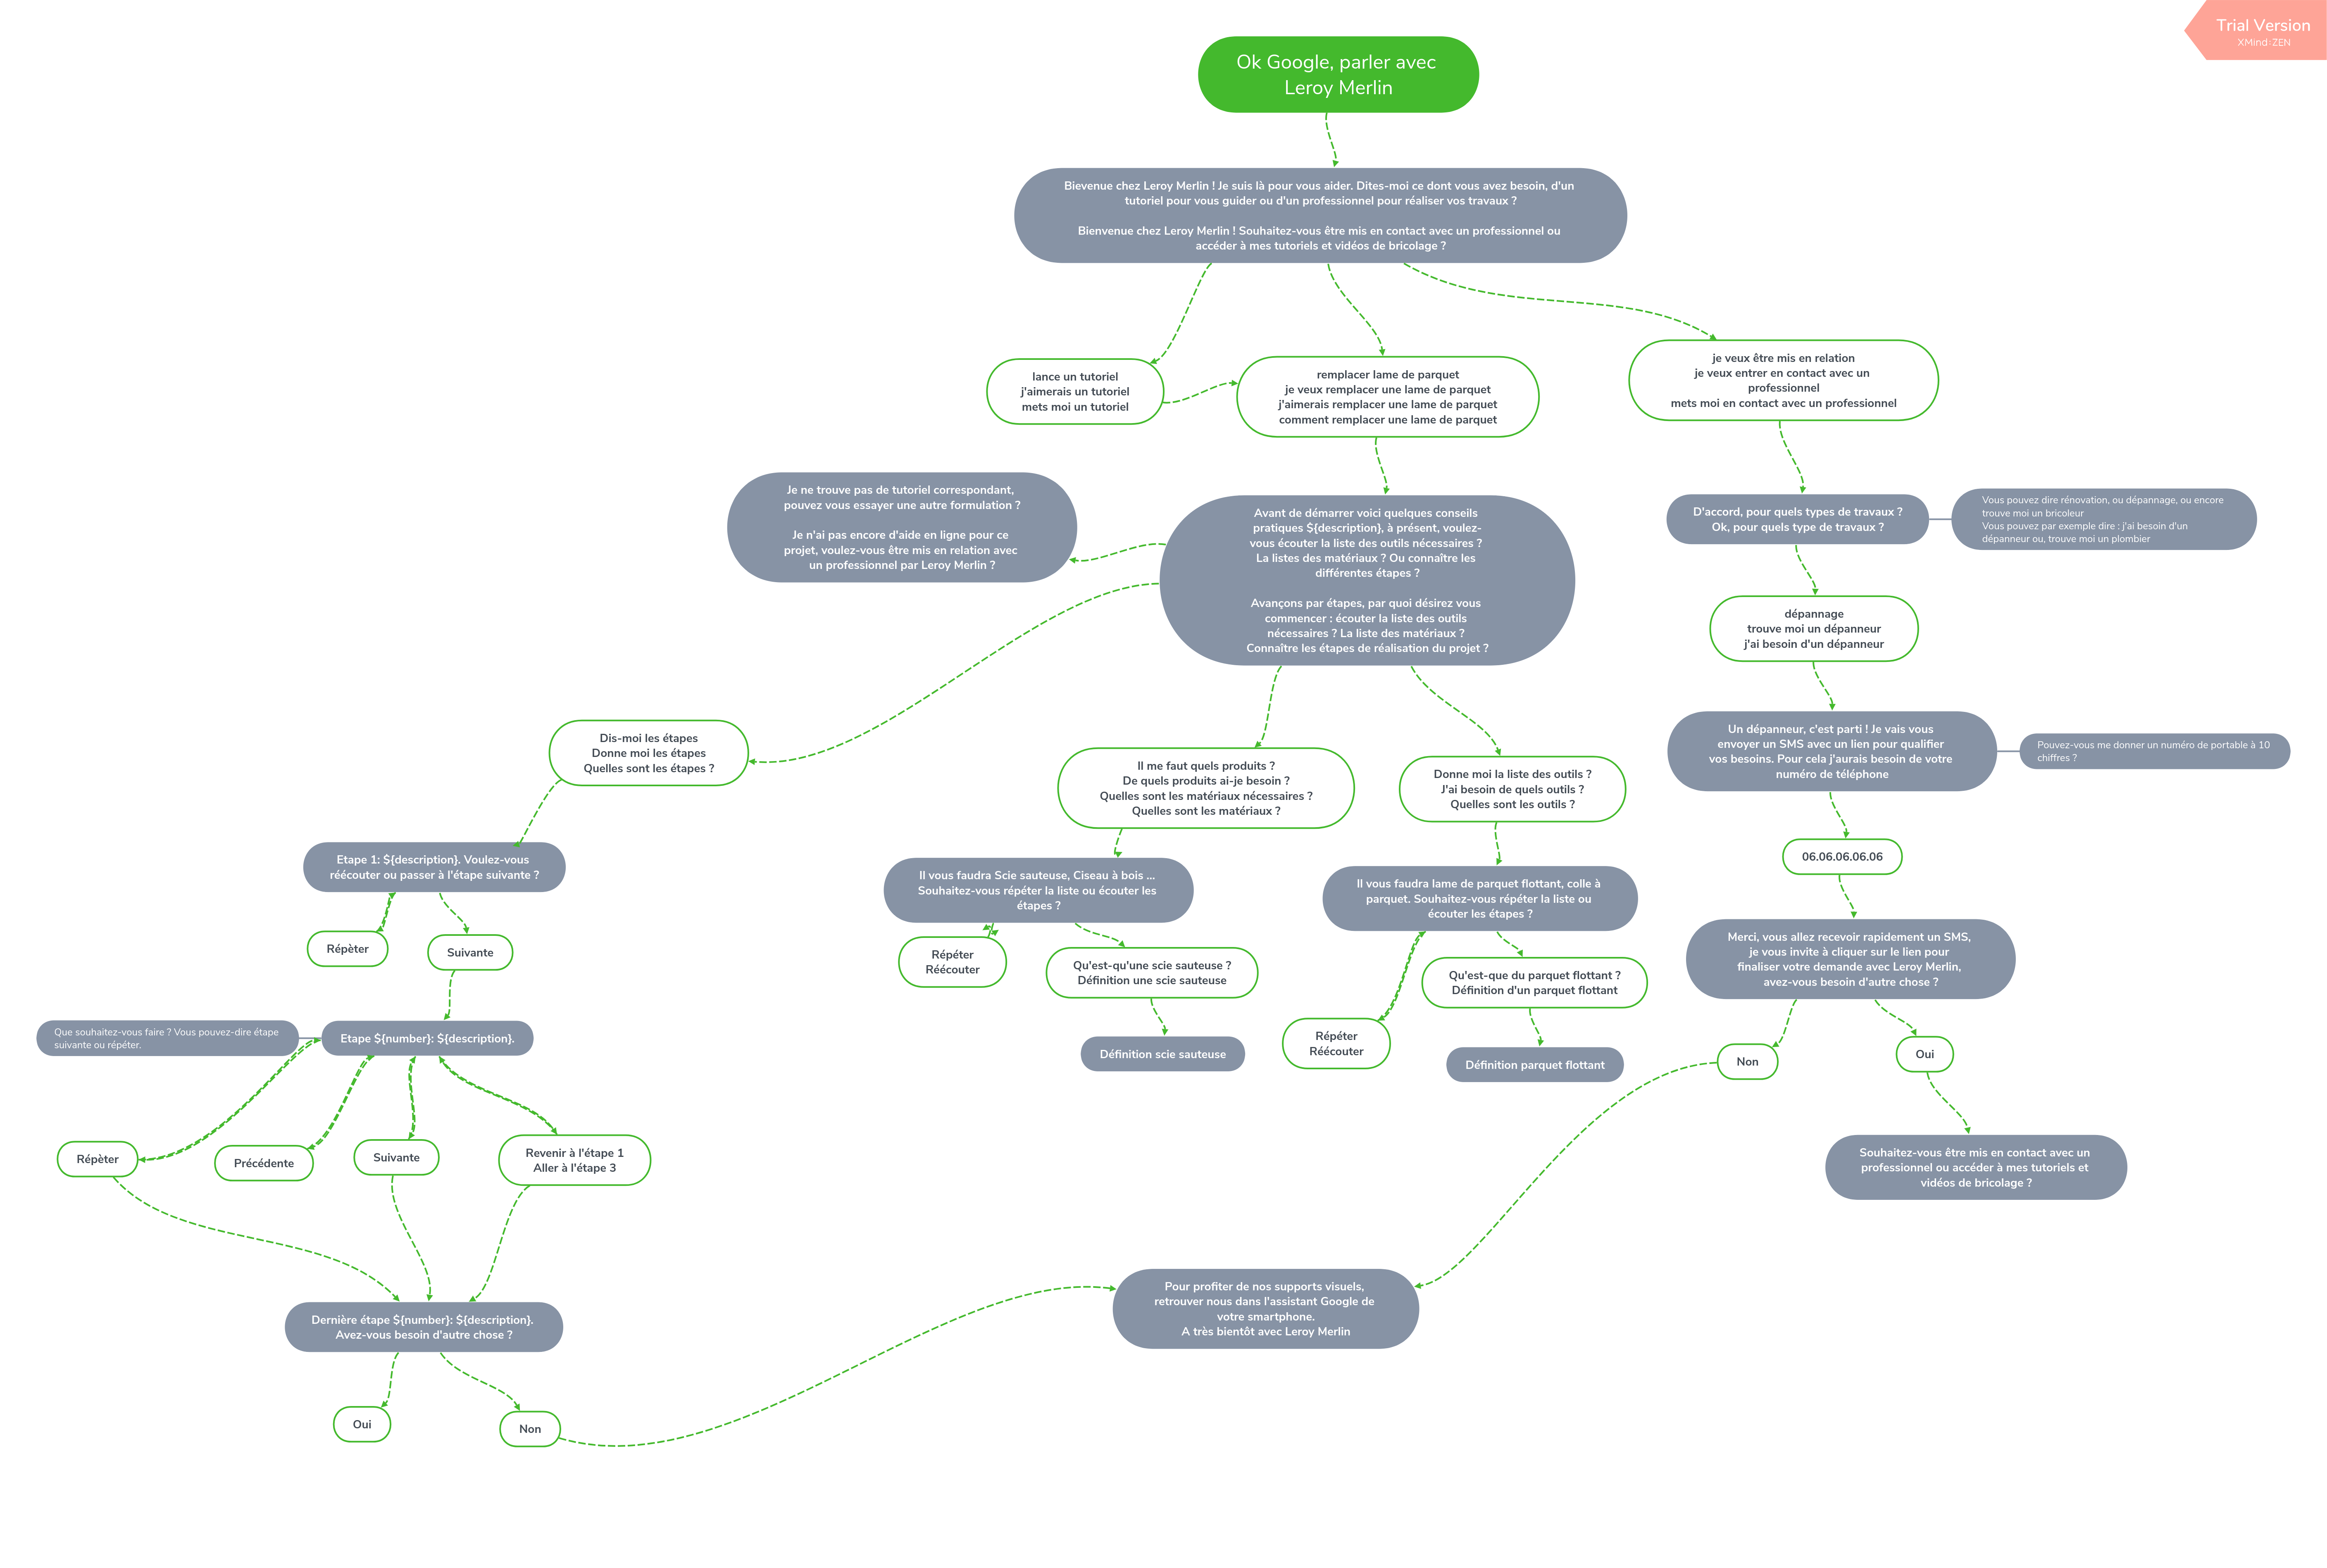 Trial Version
XMind:ZEN
Ok Google, parler avec
Leroy Merlin
Bievenue chez Leroy Merlin ! Je suis là pour vous aider. Dites-moi ce dont vous avez besoin, d'un
tutoriel pour vous guider ou d'un professionnel pour réaliser vos travaux ?
Bienvenue chez Leroy Merlin ! Souhaitez-vous être mis en contact avec un professionnel ou
accéder à mes tutoriels et vidéos de bricolage ?
lance un tutoriel
j'aimerais un tutoriel
mets moi un tutoriel
remplacer lame de parquet
je veux remplacer une lame de parquet
j'aimerais remplacer une lame de parquet
comment remplacer une lame de parquet
je veux être mis en relation
je veux entrer en contact avec un
professionnel
mets moi en contact avec un professionnel
Je ne trouve pas de tutoriel correspondant,
pouvez vous essayer une autre formulation ?
Je n'ai pas encore d'aide en ligne pour ce
projet, voulez-vous être mis en relation avec
un professionnel par Leroy Merlin ?
Avant de démarrer voici quelques conseils
pratiques ${description}, à présent, voulez-
vous écouter la liste des outils nécessaires ?
La listes des matériaux ? Ou connaître les
différentes étapes ?
Avançons par étapes, par quoi désirez vous
commencer : écouter la liste des outils
nécessaires ? La liste des matériaux ?
Connaître les étapes de réalisation du projet ?
D'accord, pour quels types de travaux ?
Ok, pour quels type de travaux ?
Vous pouvez dire rénovation, ou dépannage, ou encore
trouve moi un bricoleur
Vous pouvez par exemple dire : j'ai besoin d'un
dépanneur ou, trouve moi un plombier
dépannage
trouve moi un dépanneur
j'ai besoin d'un dépanneur
Un dépanneur, c'est parti ! Je vais vous
envoyer un SMS avec un lien pour qualifier
vos besoins. Pour cela j'aurais besoin de votre
numéro de téléphone
Pouvez-vous me donner un numéro de portable à 10
chiffres ?
Dis-moi les étapes
Donne moi les étapes
Quelles sont les étapes ?
Il me faut quels produits ?
De quels produits ai-je besoin ?
Quelles sont les matériaux nécessaires ?
Quelles sont les matériaux ?
Donne moi la liste des outils ?
J'ai besoin de quels outils ?
Quelles sont les outils ?
06.06.06.06.06
Etape 1: ${description}. Voulez-vous
réécouter ou passer à l'étape suivante ?
Il vous faudra Scie sauteuse, Ciseau à bois ...
Souhaitez-vous répéter la liste ou écouter les
étapes ?
Il vous faudra lame de parquet flottant, colle à
parquet. Souhaitez-vous répéter la liste ou
écouter les étapes ?
Merci, vous allez recevoir rapidement un SMS,
je vous invite à cliquer sur le lien pour
finaliser votre demande avec Leroy Merlin,
avez-vous besoin d'autre chose ?
Répèter
Suivante
Répéter
Réécouter
Qu'est-qu'une scie sauteuse ?
Définition une scie sauteuse
Qu'est-que du parquet flottant ?
Définition d'un parquet flottant
Que souhaitez-vous faire ? Vous pouvez-dire étape
suivante ou répéter.
Etape ${number}: ${description}.
Définition scie sauteuse
Répéter
Réécouter
Définition parquet flottant
Non
Oui
Répèter
Précédente
Suivante
Revenir à l'étape 1
Aller à l'étape 3
Souhaitez-vous être mis en contact avec un
professionnel ou accéder à mes tutoriels et
vidéos de bricolage ?
Dernière étape ${number}: ${description}.
Avez-vous besoin d'autre chose ?
Pour profiter de nos supports visuels,
retrouver nous dans l'assistant Google de
votre smartphone.
A très bientôt avec Leroy Merlin
Oui
Non